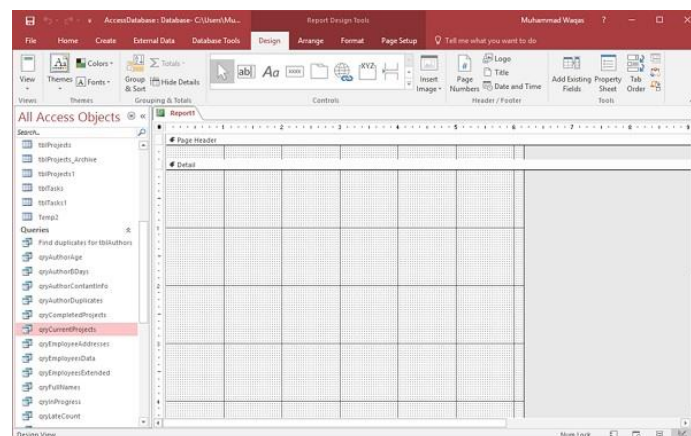 AccessDatabase : Database- C:\Users\Mu...
Report Design Tools
Muhammad Waqas
File Home Create External Data Database Tools Design Arrange Format Page Setup Tell me what you want to do
View
Themes
Colors
Fonts
Group & Sort
Totals
Hide Details
ab
Aa
XYZ
Insert Image
Page Numbers
Logo
Title
Date and Time
Add Existing Fields
Property Sheet
Tab Order
Views Themes Grouping & Totals Controls Header / Footer Tools
All Access Objects
Report1
Search...
tblProjects
tblProjects_Archive
tblProjects1
tblTasks
tblTasks1
Temp2
Queries
Find duplicates for tblAuthors
qryAuthorAge
qryAuthorBDays
qryAuthorContantInfo
qryAuthorDuplicates
qryCompletedProjects
qryCurrentProjects
qryEmployeeAddresses
qryEmployeesData
qryEmployeesExtended
qryFullNames
qryInProgress
qryLateCount
Page Header
Detail
Design View
Num Lock